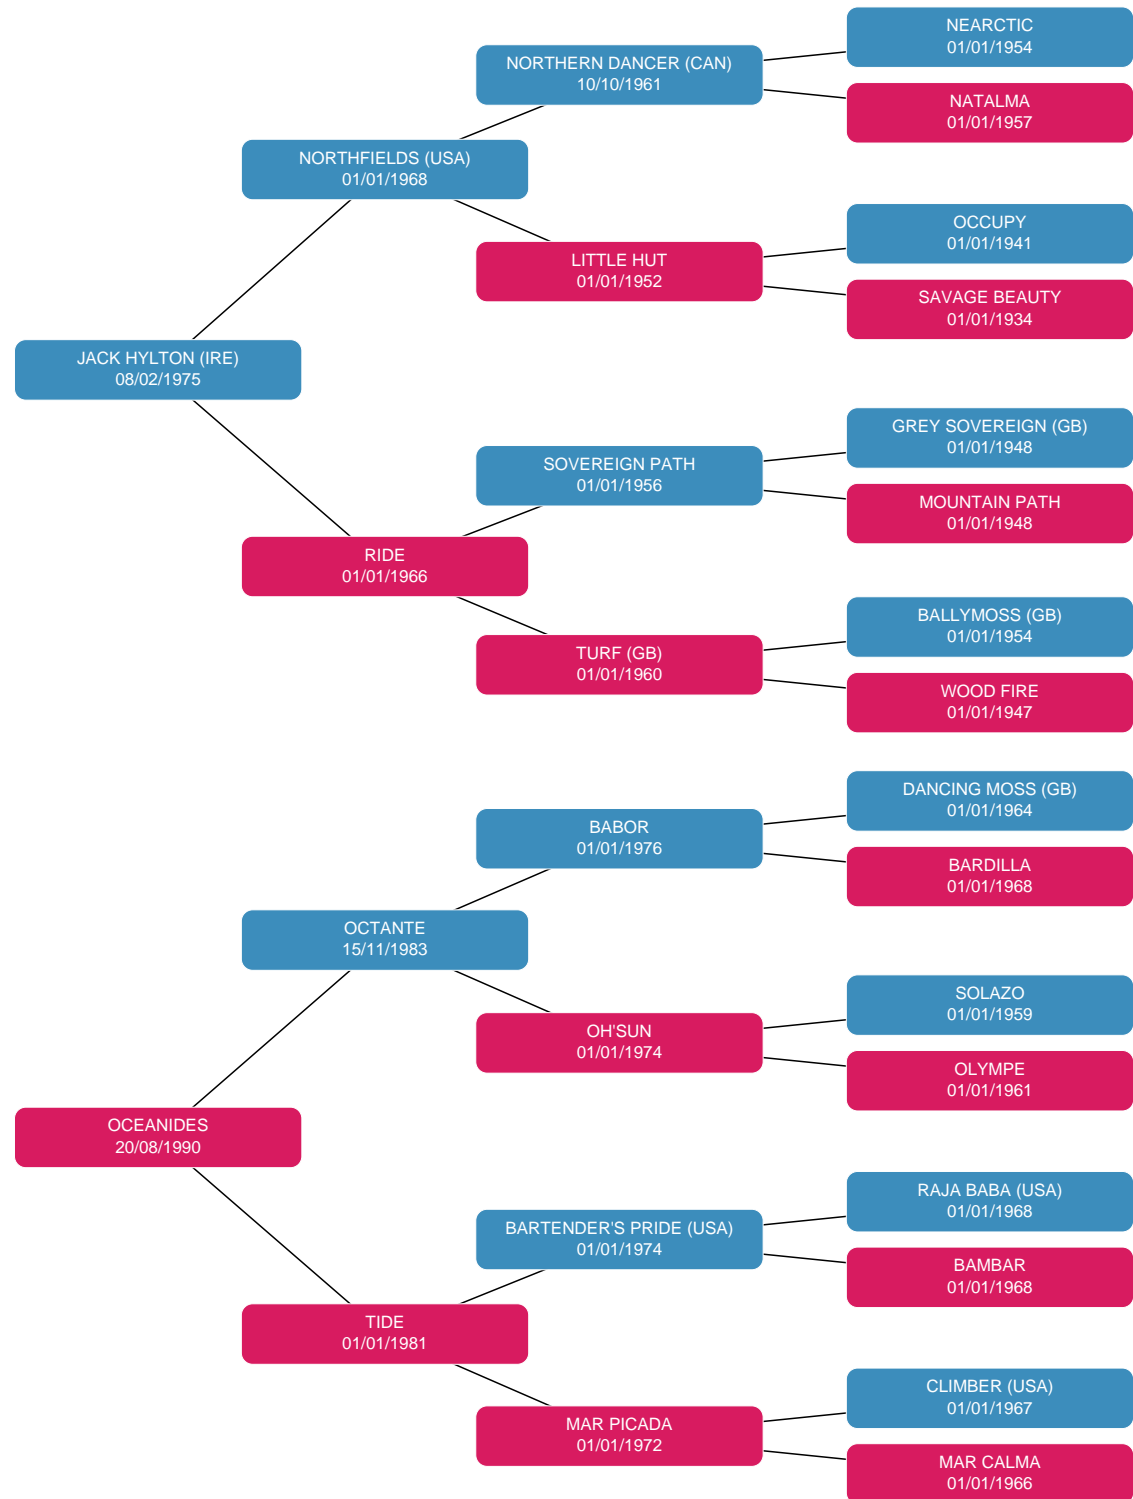 NEARCTIC
01/01/1954
NORTHERN DANCER (CAN)
10/10/1961
NATALMA
01/01/1957
NORTHFIELDS (USA)
01/01/1968
OCCUPY
01/01/1941
LITTLE HUT
01/01/1952
SAVAGE BEAUTY
01/01/1934
JACK HYLTON (IRE)
08/02/1975
GREY SOVEREIGN (GB)
01/01/1948
SOVEREIGN PATH
01/01/1956
MOUNTAIN PATH
01/01/1948
RIDE
01/01/1966
BALLYMOSS (GB)
01/01/1954
TURF (GB)
01/01/1960
WOOD FIRE
01/01/1947
DANCING MOSS (GB)
01/01/1964
BABOR
01/01/1976
BARDILLA
01/01/1968
OCTANTE
15/11/1983
SOLAZO
01/01/1959
OH'SUN
01/01/1974
OLYMPE
01/01/1961
OCEANIDES
20/08/1990
RAJA BABA (USA)
01/01/1968
BARTENDER'S PRIDE (USA)
01/01/1974
BAMBAR
01/01/1968
TIDE
01/01/1981
CLIMBER (USA)
01/01/1967
MAR PICADA
01/01/1972
MAR CALMA
01/01/1966